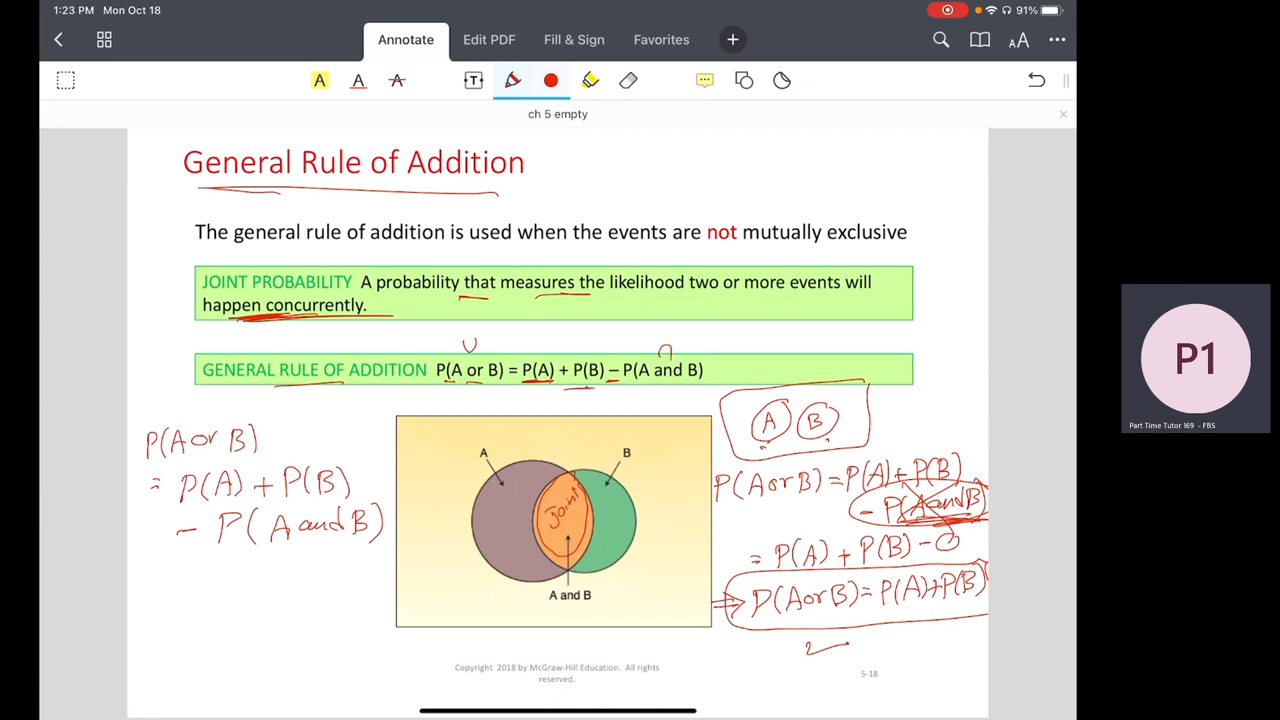 1:23 PM Mon Oct 18
91%
Annotate Edit PDF Fill & Sign Favorites
AA
A A A T
ch 5 empty
General Rule of Addition
The general rule of addition is used when the events are not mutually exclusive
JOINT PROBABILITY A probability that measures the likelihood two or more events will
happen concurrently.
∪ ∩
GENERAL RULE OF ADDITION P(A or B) = P(A) + P(B) − P(A and B)
P(A or B)
= P(A) + P(B)
- P(A and B)
A
B
Joint
A and B
A B
P(A or B) = P(A) + P(B)
- P(A and B)
= P(A) + P(B) - 0
⇒ P(A or B) = P(A) + P(B)
Copyright 2018 by McGraw-Hill Education. All rights
reserved.
5-18
P1
Part Time Tutor 169 - FBS